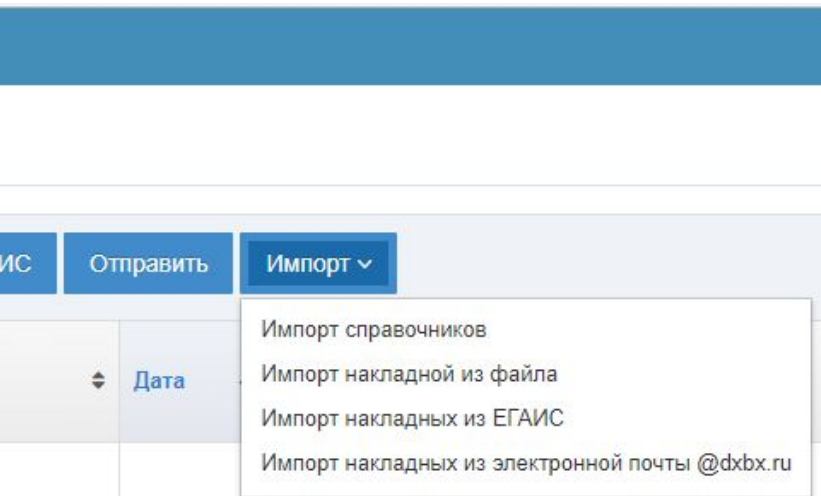 ИС Отправить Импорт
Дата
Импорт справочников
Импорт накладной из файла
Импорт накладных из ЕГАИС
Импорт накладных из электронной почты @dxbx.ru